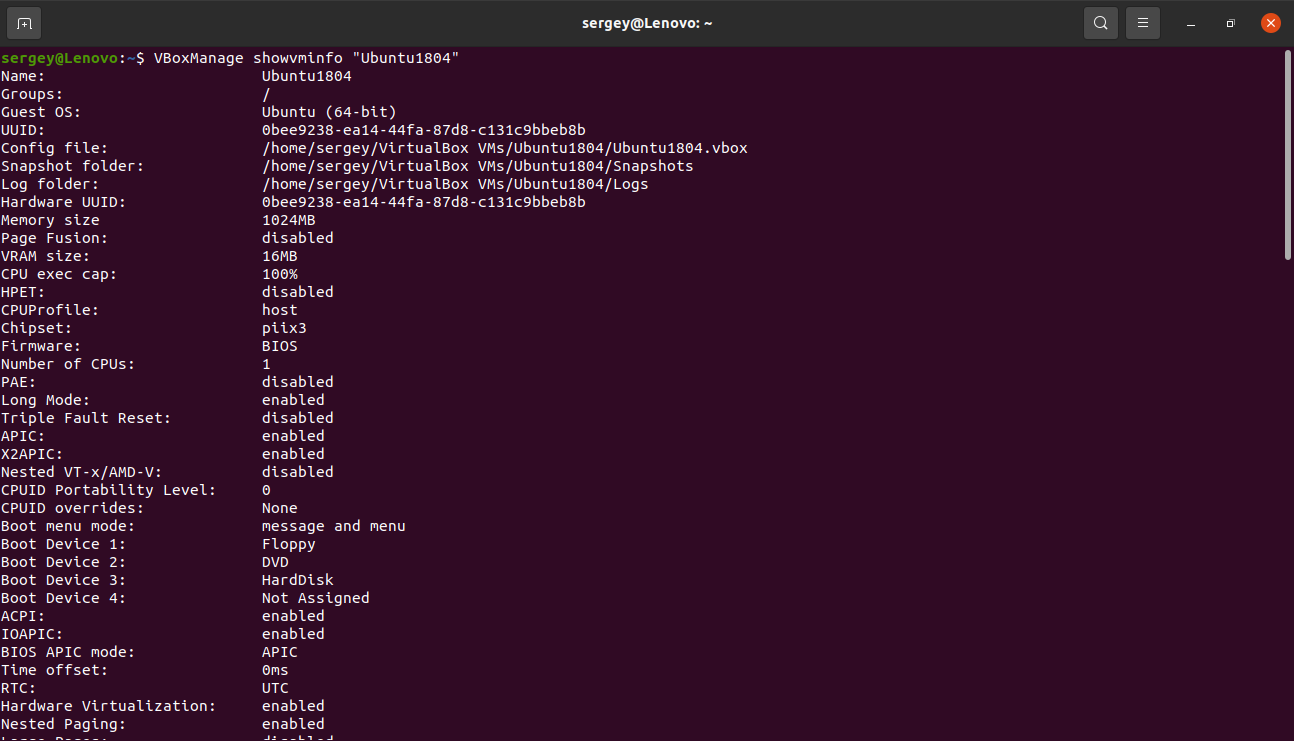 sergey@Lenovo: ~
sergey@Lenovo:~$ VBoxManage showvminfo "Ubuntu1804"
Name:                        Ubuntu1804
Groups:                      /
Guest OS:                    Ubuntu (64-bit)
UUID:                        0bee9238-ea14-44fa-87d8-c131c9bbeb8b
Config file:                 /home/sergey/VirtualBox VMs/Ubuntu1804/Ubuntu1804.vbox
Snapshot folder:             /home/sergey/VirtualBox VMs/Ubuntu1804/Snapshots
Log folder:                  /home/sergey/VirtualBox VMs/Ubuntu1804/Logs
Hardware UUID:               0bee9238-ea14-44fa-87d8-c131c9bbeb8b
Memory size                  1024MB
Page Fusion:                 disabled
VRAM size:                   16MB
CPU exec cap:                100%
HPET:                        disabled
CPUProfile:                  host
Chipset:                     piix3
Firmware:                    BIOS
Number of CPUs:              1
PAE:                         disabled
Long Mode:                   enabled
Triple Fault Reset:          disabled
APIC:                        enabled
X2APIC:                      enabled
Nested VT-x/AMD-V:           disabled
CPUID Portability Level:     0
CPUID overrides:             None
Boot menu mode:              message and menu
Boot Device 1:               Floppy
Boot Device 2:               DVD
Boot Device 3:               HardDisk
Boot Device 4:               Not Assigned
ACPI:                        enabled
IOAPIC:                      enabled
BIOS APIC mode:              APIC
Time offset:                 0ms
RTC:                         UTC
Hardware Virtualization:     enabled
Nested Paging:               enabled